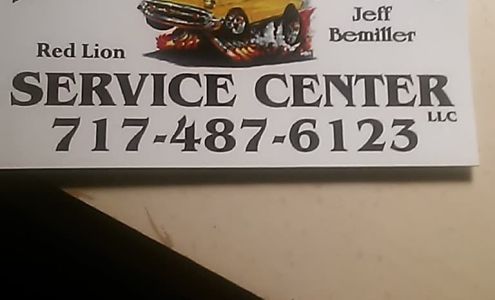 Jeff
Bemiller
Red Lion
SERVICE CENTER
LLC
717-487-6123